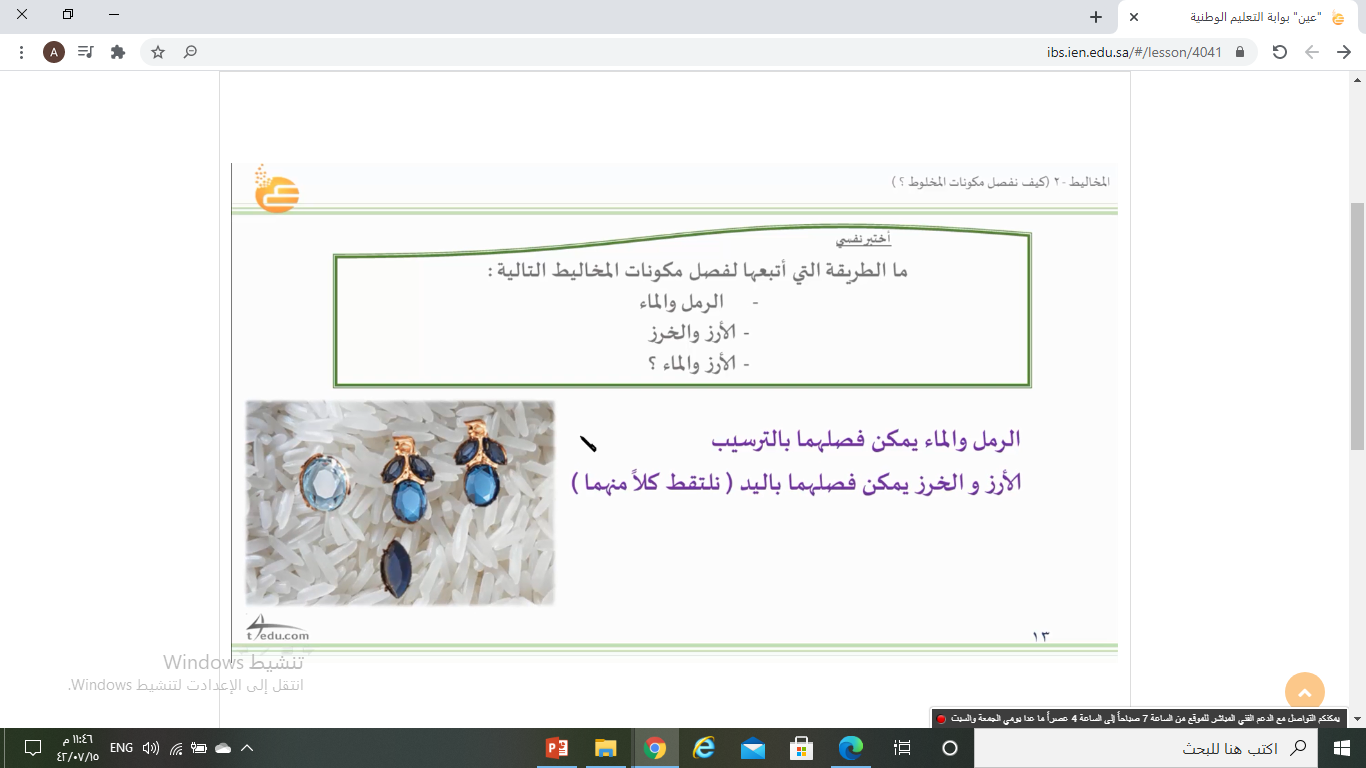 "عين" بوابة التعليم الوطنية
ibs.ien.edu.sa/#/lesson/4041
A
المخاليط -٢ (كيف نفصل مكونات المخلوط ؟ )
أختبر نفسي
ما الطريقة التي أتبعها لفصل مكونات المخاليط التالية :
- الرمل والماء
- الأرز والخرز
- الأرز والماء ؟
الرمل والماء يمكن فصلهما بالترسيب
الأرز و الخرز يمكن فصلهما باليد ( نلتقط كلاً منهما )
t4edu.com
١٣
تنشيط Windows
انتقل إلى الإعدادت لتنشيط Windows.
يمكنكم التواصل مع الدعم الفني المباشر للموقع من الساعة 7 صباحاً إلى الساعة 4 عصراً ما عدا يومي الجمعة والسبت
اكتب هنا للبحث
ENG
١١:٤٦ م
٤٢/٠٧/١٥